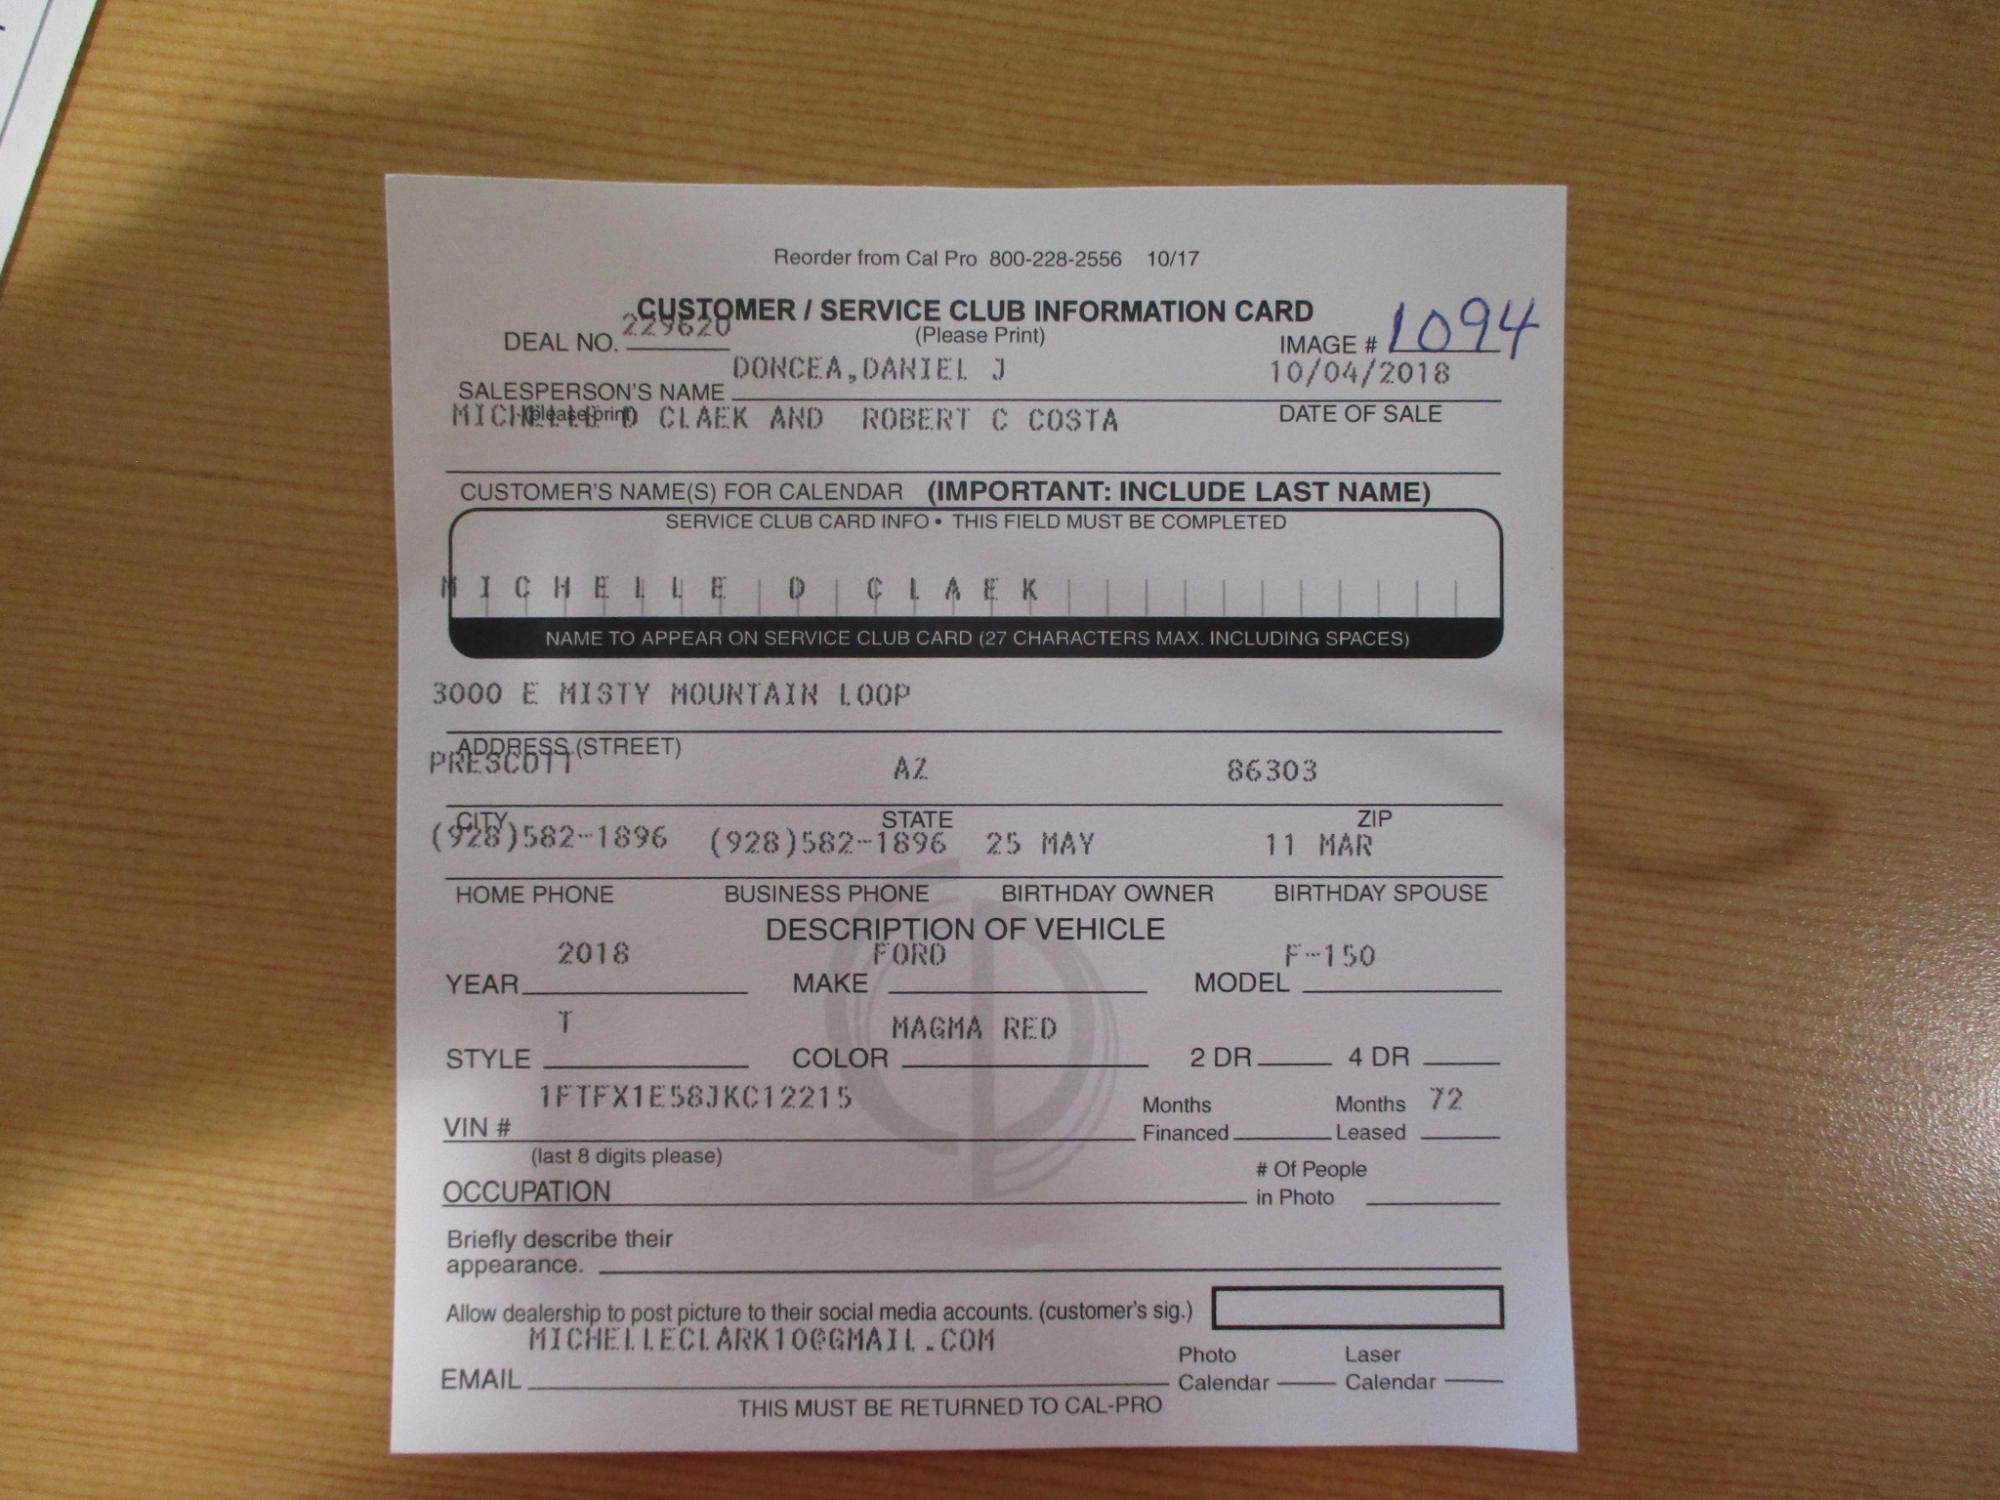 Reorder from Cal Pro 800-228-2556 10/17
CUSTOMER / SERVICE CLUB INFORMATION CARD
DEAL NO. 229620 (Please Print) IMAGE # 1094
SALESPERSON'S NAME DONCEA,DANIEL J 10/04/2018
(please print) DATE OF SALE
MICHELLE D CLAEK AND ROBERT C COSTA
CUSTOMER'S NAME(S) FOR CALENDAR (IMPORTANT: INCLUDE LAST NAME)
SERVICE CLUB CARD INFO • THIS FIELD MUST BE COMPLETED
MICHELLE D CLAEK
NAME TO APPEAR ON SERVICE CLUB CARD (27 CHARACTERS MAX. INCLUDING SPACES)
3000 E MISTY MOUNTAIN LOOP
ADDRESS (STREET)
PRESCOTT AZ 86303
CITY STATE ZIP
(928)582-1896 (928)582-1896 25 MAY 11 MAR
HOME PHONE BUSINESS PHONE BIRTHDAY OWNER BIRTHDAY SPOUSE
DESCRIPTION OF VEHICLE
YEAR 2018 MAKE FORD MODEL F-150
STYLE T COLOR MAGMA RED 2 DR 4 DR
VIN # 1FTFX1E58JKC12215 Months Financed Months Leased 72
(last 8 digits please)
OCCUPATION # Of People in Photo
Briefly describe their
appearance.
Allow dealership to post picture to their social media accounts. (customer's sig.)
EMAIL MICHELLECLARK10@GMAIL.COM Photo Calendar Laser Calendar
THIS MUST BE RETURNED TO CAL-PRO